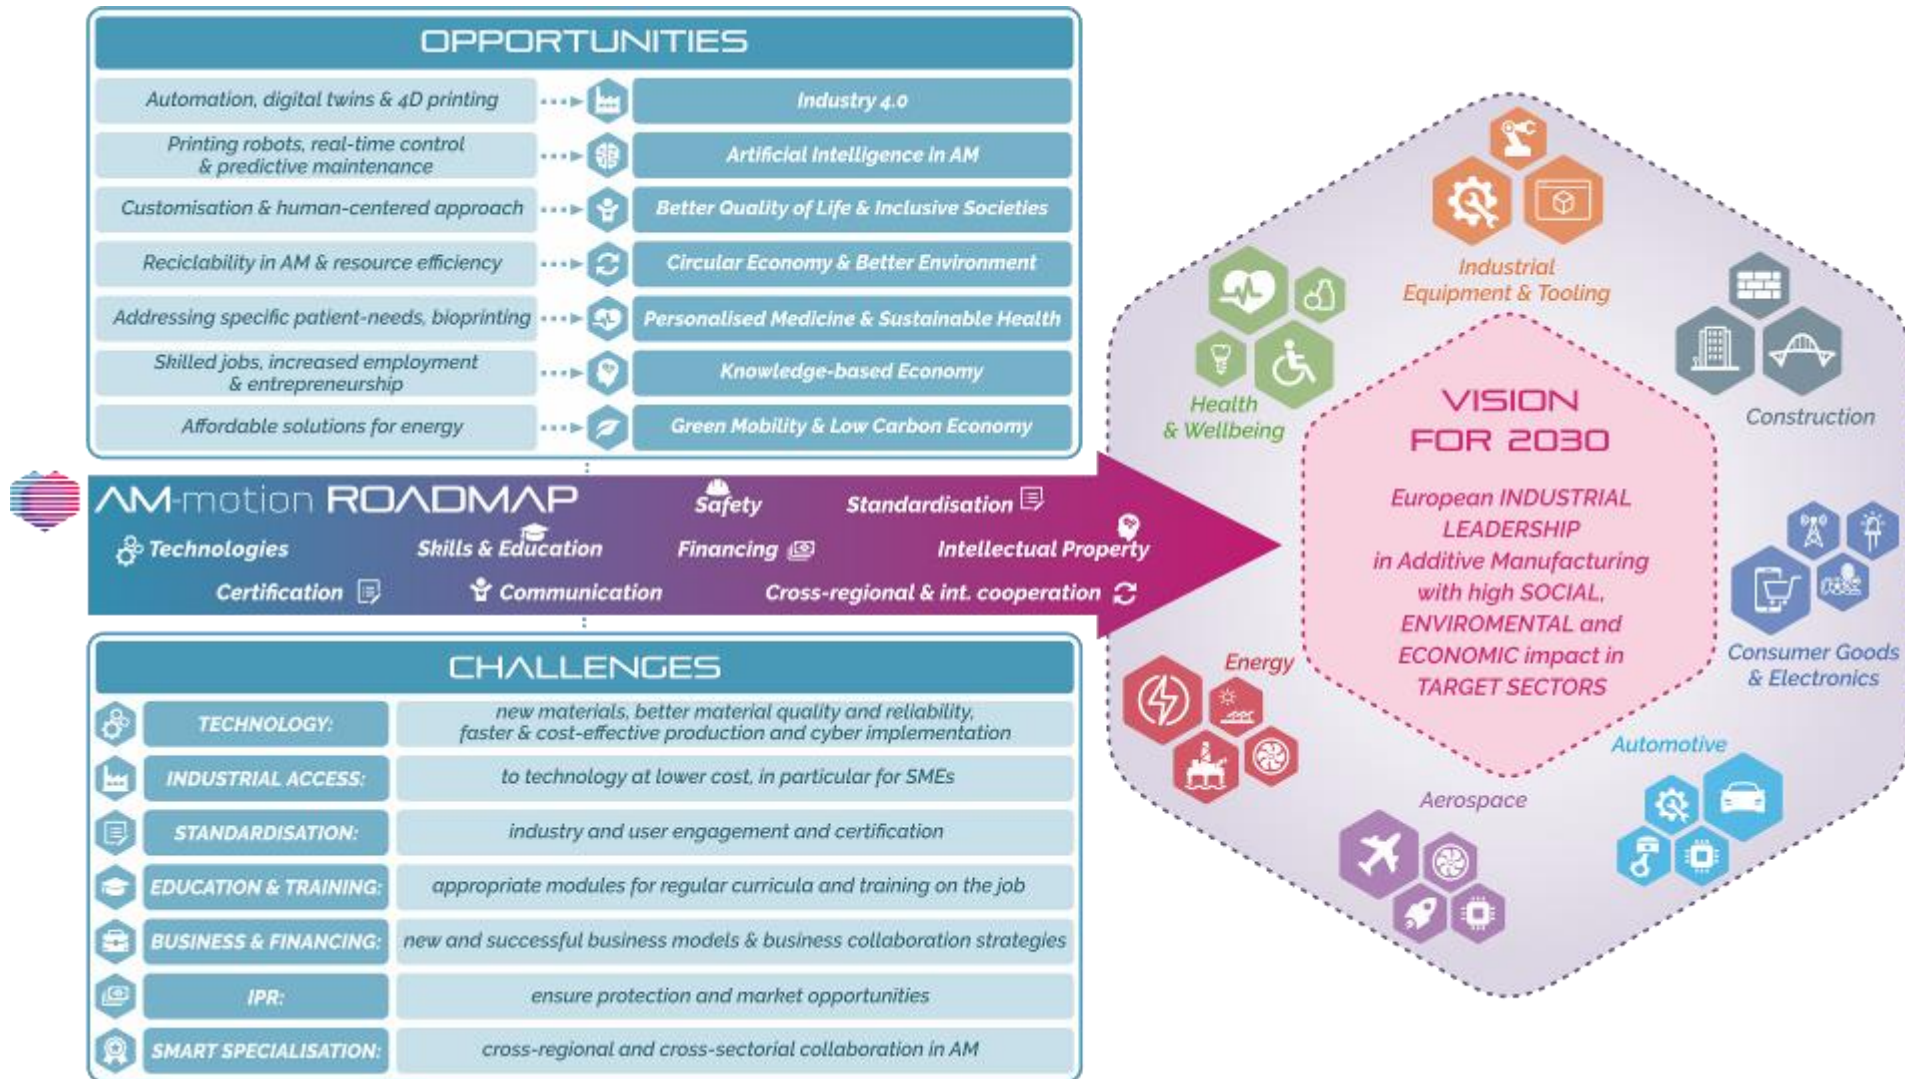 OPPORTUNITIES
Automation, digital twins & 4D printing
Industry 4.0
Printing robots, real-time control
& predictive maintenance
Artificial Intelligence in AM
Customisation & human-centered approach
Better Quality of Life & Inclusive Societies
Reciclability in AM & resource efficiency
Circular Economy & Better Environment
Addressing specific patient-needs, bioprinting
Personalised Medicine & Sustainable Health
Skilled jobs, increased employment
& entrepreneurship
Knowledge-based Economy
Affordable solutions for energy
Green Mobility & Low Carbon Economy
AM-motion ROADMAP
Safety
Standardisation
Technologies
Skills & Education
Financing
Intellectual Property
Certification
Communication
Cross-regional & int. cooperation
CHALLENGES
TECHNOLOGY:
new materials, better material quality and reliability,
faster & cost-effective production and cyber implementation
INDUSTRIAL ACCESS:
to technology at lower cost, in particular for SMEs
STANDARDISATION:
industry and user engagement and certification
EDUCATION & TRAINING:
appropriate modules for regular curricula and training on the job
BUSINESS & FINANCING:
new and successful business models & business collaboration strategies
IPR:
ensure protection and market opportunities
SMART SPECIALISATION:
cross-regional and cross-sectorial collaboration in AM
Industrial
Equipment & Tooling
Health
& Wellbeing
Construction
VISION
FOR 2030
European INDUSTRIAL
LEADERSHIP
in Additive Manufacturing
with high SOCIAL,
ENVIROMENTAL and
ECONOMIC impact in
TARGET SECTORS
Consumer Goods
& Electronics
Energy
Automotive
Aerospace